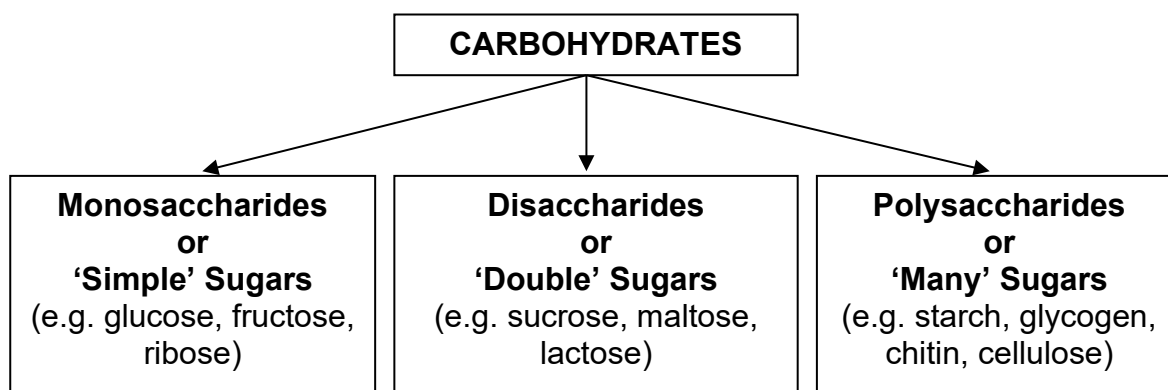 CARBOHYDRATES
Monosaccharides
or
‘Simple’ Sugars
(e.g. glucose, fructose,
ribose)
Disaccharides
or
‘Double’ Sugars
(e.g. sucrose, maltose,
lactose)
Polysaccharides
or
‘Many’ Sugars
(e.g. starch, glycogen,
chitin, cellulose)